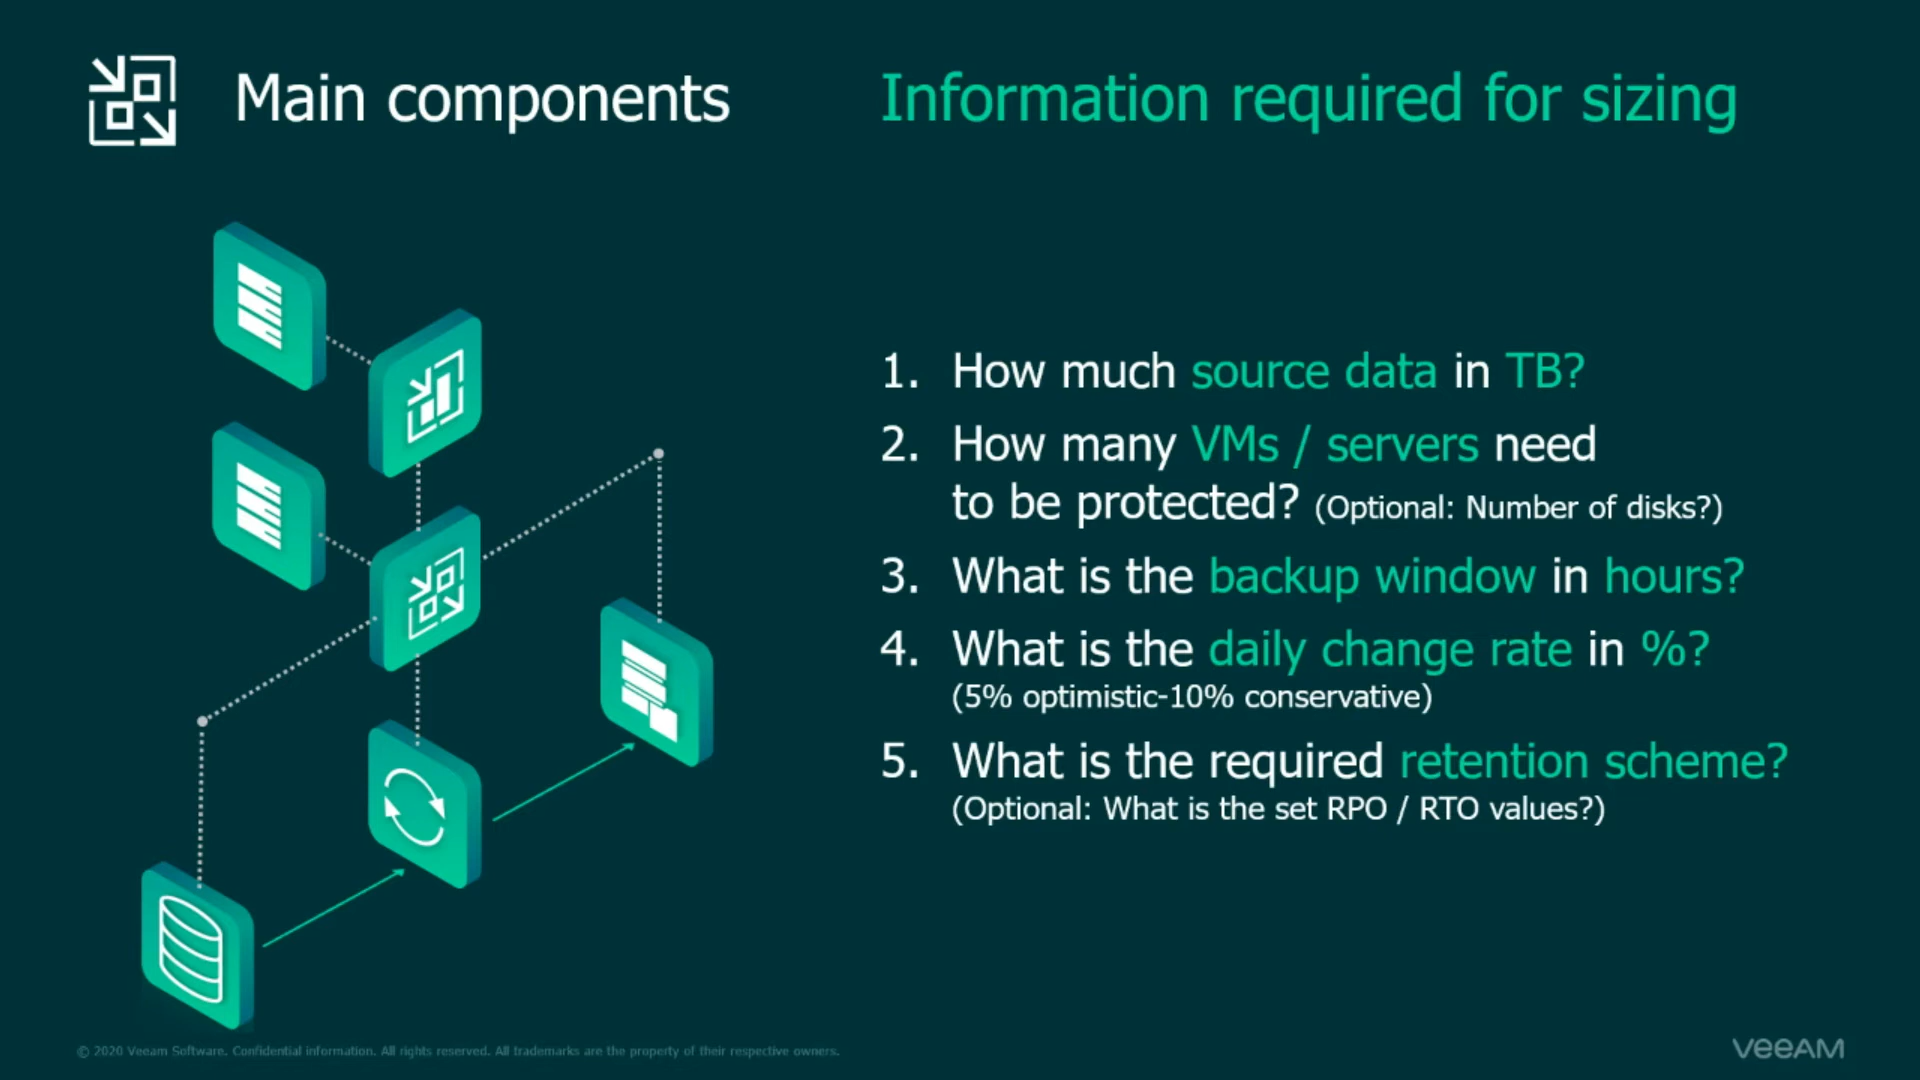 Main components
Information required for sizing
1. How much source data in TB?
2. How many VMs / servers need
to be protected? (Optional: Number of disks?)
3. What is the backup window in hours?
4. What is the daily change rate in %?
(5% optimistic-10% conservative)
5. What is the required retention scheme?
(Optional: What is the set RPO / RTO values?)
© 2020 Veeam Software. Confidential information. All rights reserved. All trademarks are the property of their respective owners.
VEEAM